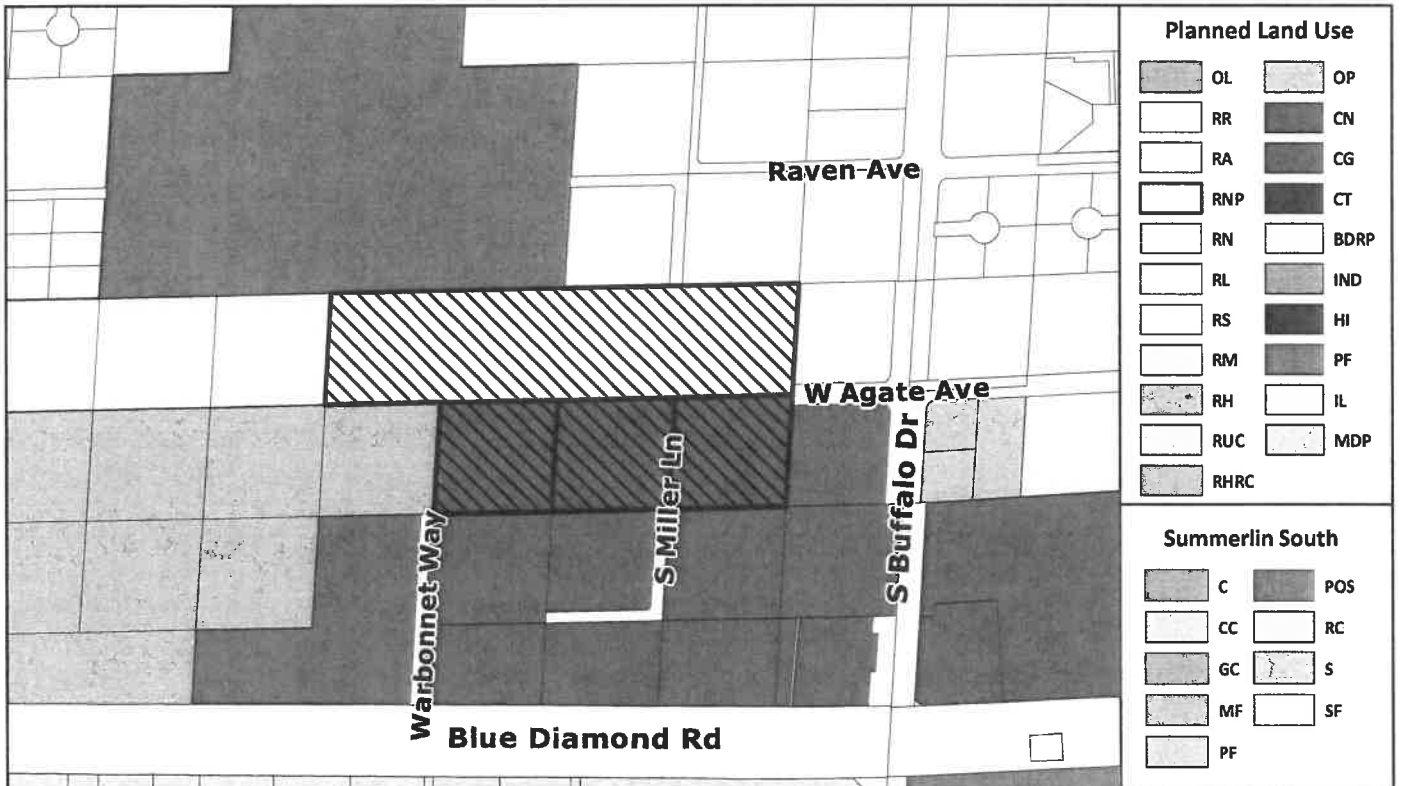 Raven Ave
W Agate Ave
S Miller Ln
S Buffalo Dr
Warbonnet Way
Blue Diamond Rd
Planned Land Use
OL OP
RR CN
RA CG
RNP CT
RN BDRP
RL IND
RS HI
RM PF
RH IL
RUC MDP
RHRC
Summerlin South
C POS
CC RC
GC S
MF SF
PF